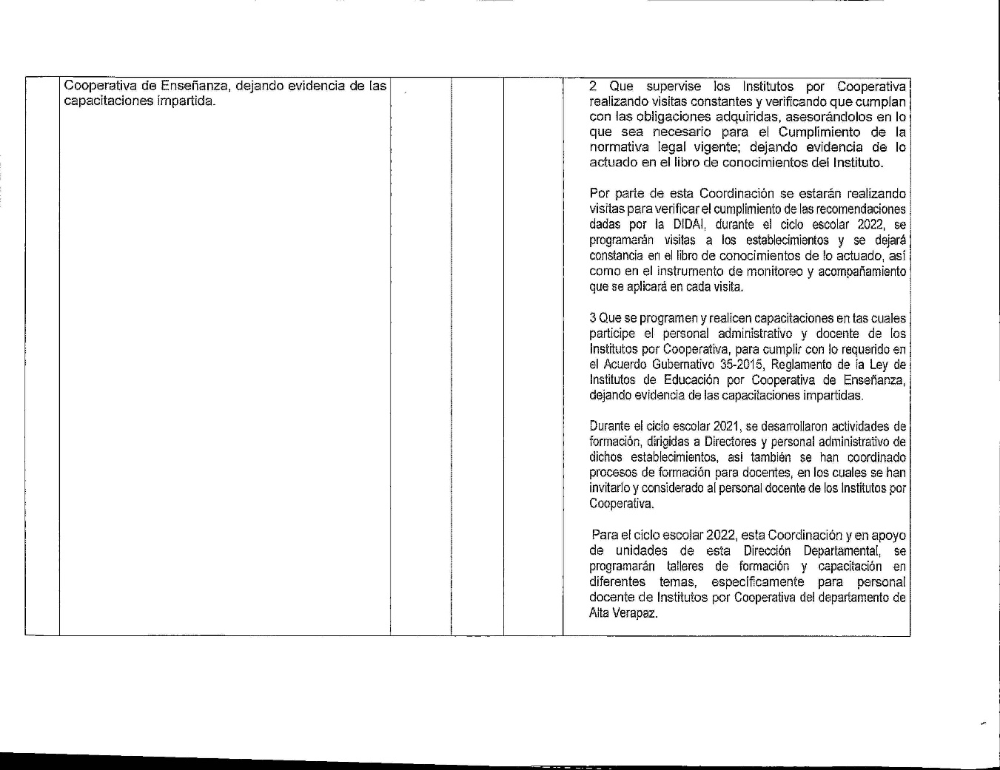 Cooperativa de Enseñanza, dejando evidencia de las
capacitaciones impartida.
2 Que supervise los Institutos por Cooperativa
realizando visitas constantes y verificando que cumplan
con las obligaciones adquiridas, asesorándolos en lo
que sea necesario para el Cumplimiento de la
normativa legal vigente; dejando evidencia de lo
actuado en el libro de conocimientos del Instituto.
Por parte de esta Coordinación se estarán realizando
visitas para verificar el cumplimiento de las recomendaciones
dadas por la DIDAI, durante el ciclo escolar 2022, se
programarán visitas a los establecimientos y se dejará
constancia en el libro de conocimientos de lo actuado, así
como en el instrumento de monitoreo y acompañamiento
que se aplicará en cada visita.
3 Que se programen y realicen capacitaciones en tas cuales
participe el personal administrativo y docente de los
Institutos por Cooperativa, para cumplir con lo requerido en
el Acuerdo Gubernativo 35-2015, Reglamento de la Ley de
Institutos de Educación por Cooperativa de Enseñanza,
dejando evidencia de las capacitaciones impartidas.
Durante el ciclo escolar 2021, se desarrollaron actividades de
formación, dirigidas a Directores y personal administrativo de
dichos establecimientos, así también se han coordinado
procesos de formación para docentes, en los cuales se han
invitarlo y considerado al personal docente de los Institutos por
Cooperativa.
Para el ciclo escolar 2022, esta Coordinación y en apoyo
de unidades de esta Dirección Departamental, se
programarán talleres de formación y capacitación en
diferentes temas, específicamente para personal
docente de Institutos por Cooperativa del departamento de
Alta Verapaz.